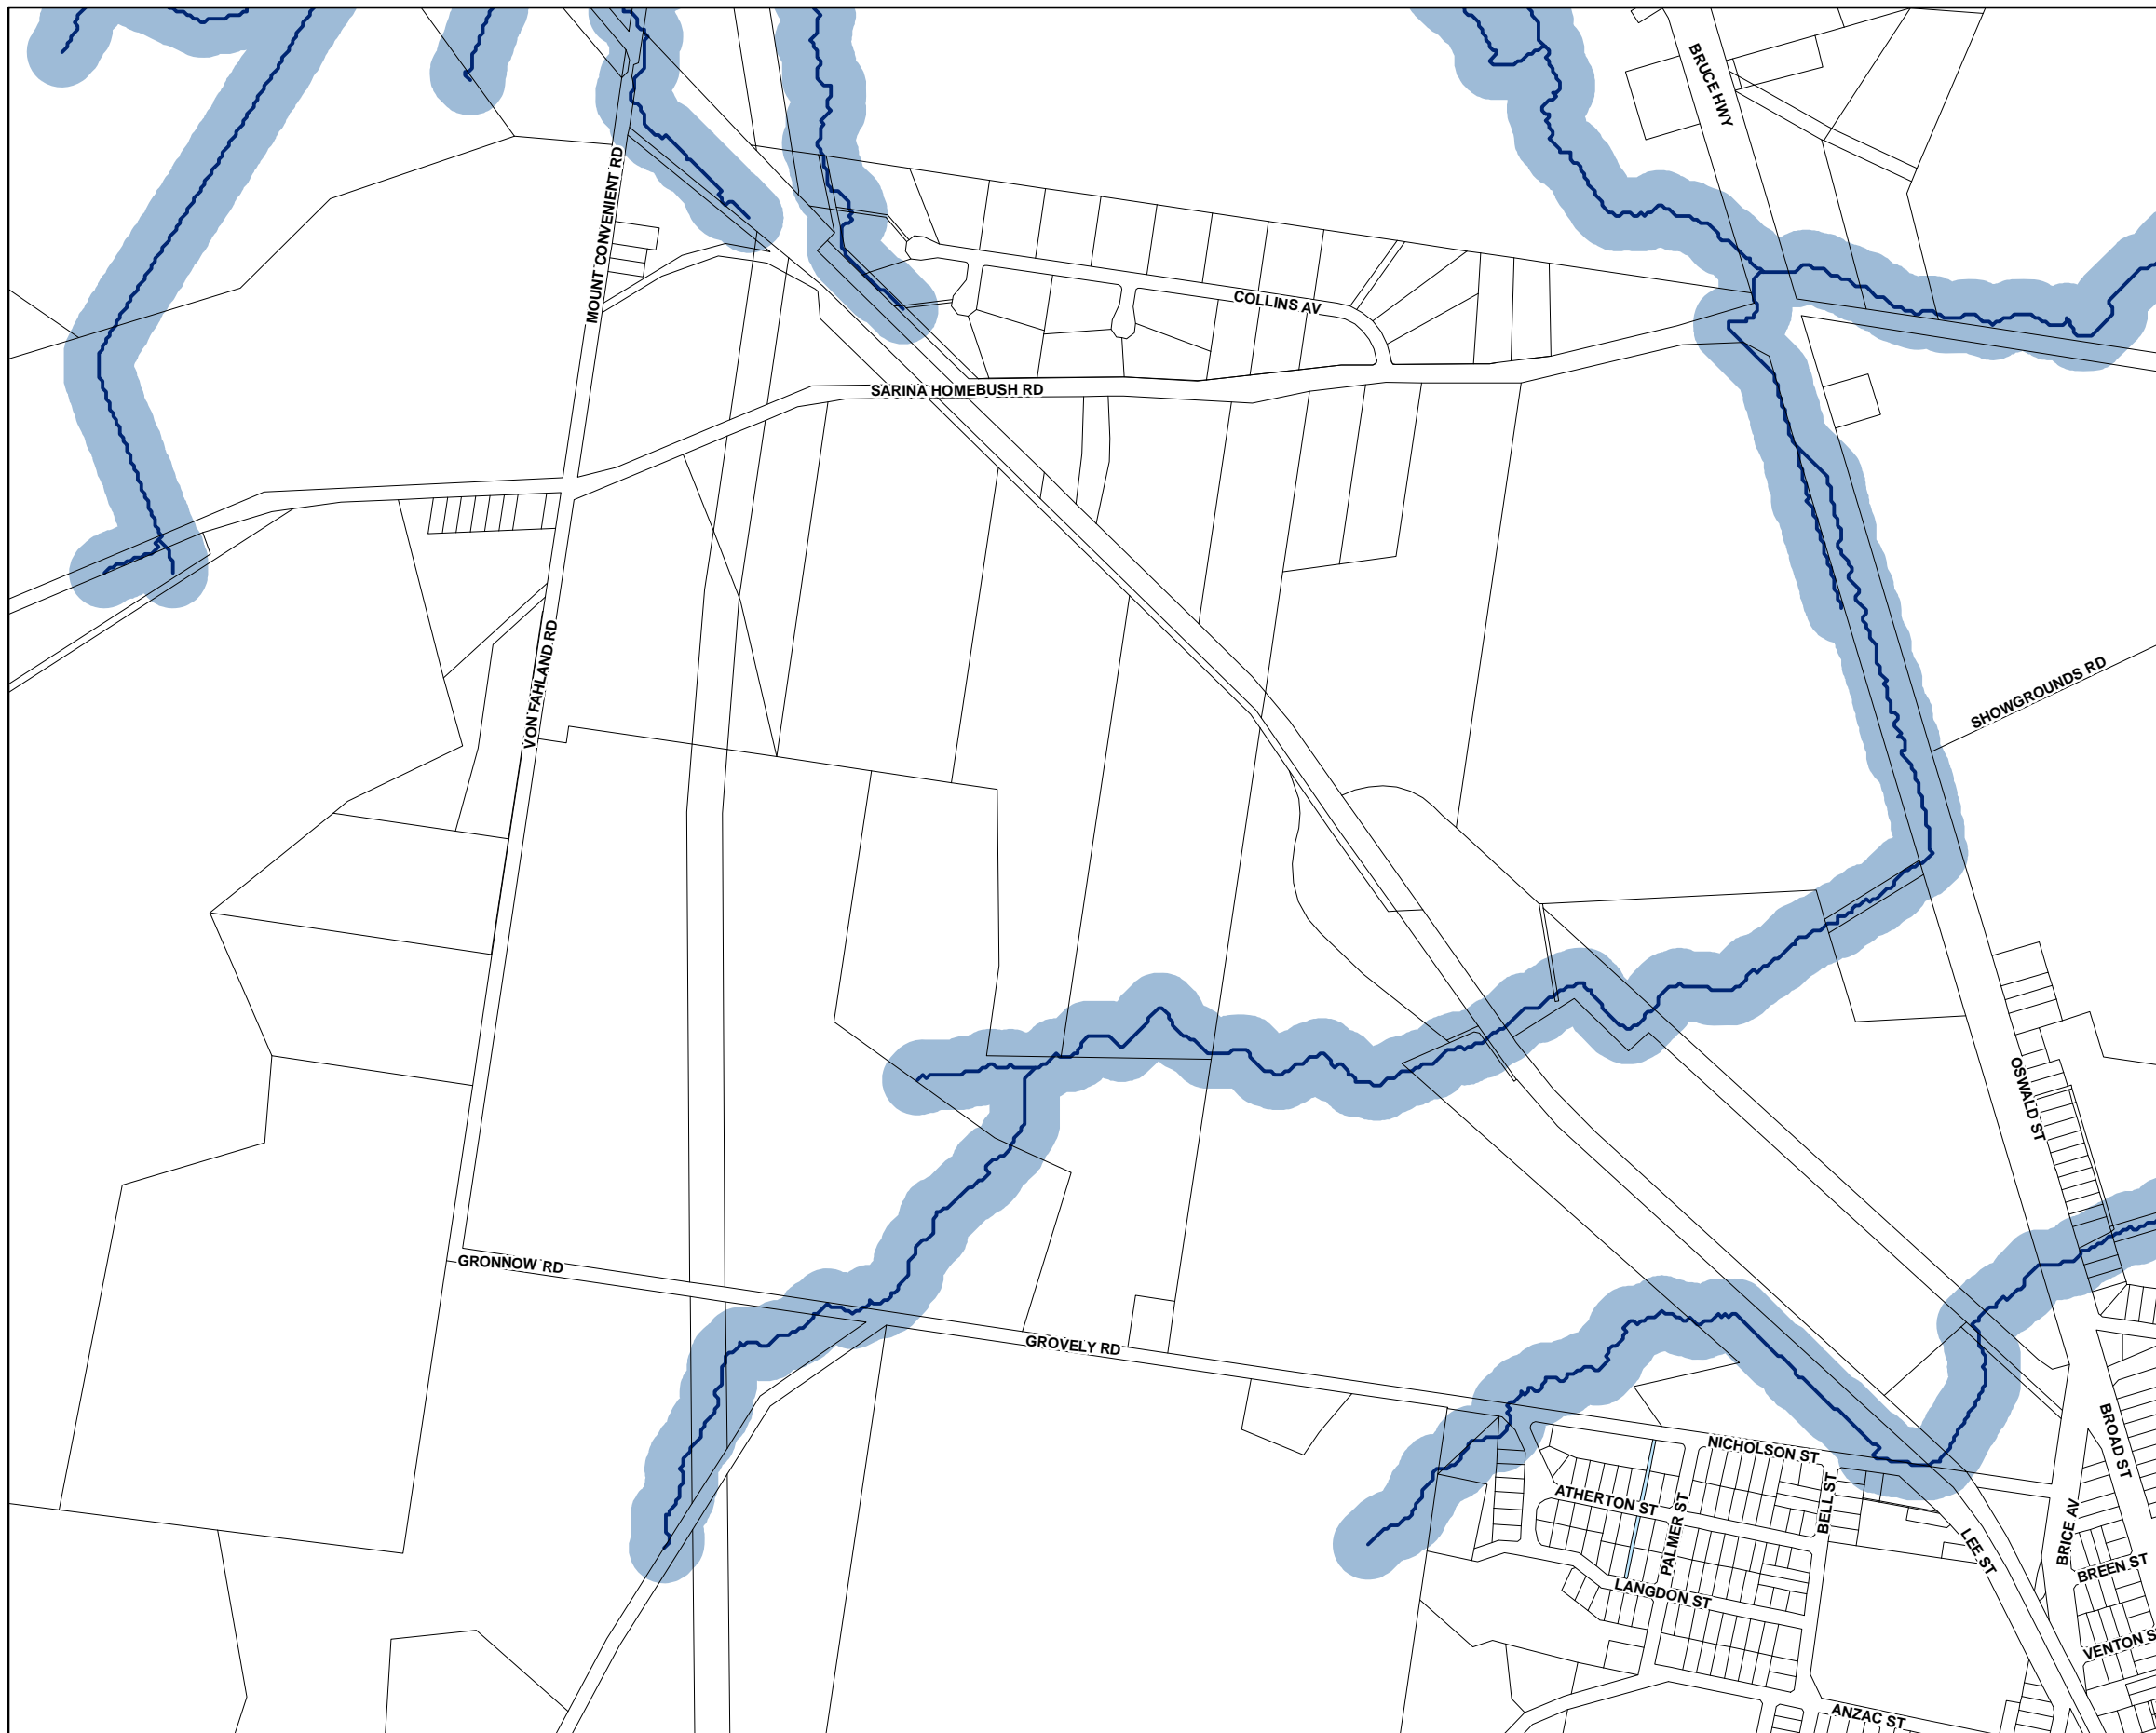 BRUCE HWY
MOUNT CONVENIENT RD
COLLINS AV
SARINA HOMEBUSH RD
VON FAHLAND RD
SHOWGROUNDS RD
OSWALD ST
GRONNOW RD
GROVELY RD
NICHOLSON ST
BROAD ST
ATHERTON ST
PALMER ST
BELL ST
LEE ST
BRICE AV
BREEN ST
LANGDON ST
VENTON S
ANZAC ST